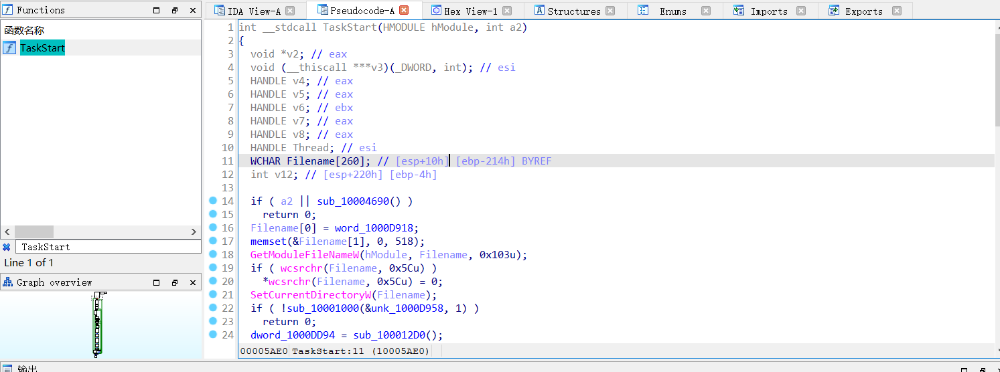 Functions
函数名称
TaskStart
TaskStart
Line 1 of 1
Graph overview
IDA View-A
Pseudocode-A
Hex View-1
Structures
Enums
Imports
Exports
1 int __stdcall TaskStart(HMODULE hModule, int a2)
2 {
3 void *v2; // eax
4 void (__thiscall ***v3)(_DWORD, int); // esi
5 HANDLE v4; // eax
6 HANDLE v5; // eax
7 HANDLE v6; // ebx
8 HANDLE v7; // eax
9 HANDLE v8; // eax
10 HANDLE Thread; // esi
11 WCHAR Filename[260]; // [esp+10h] [ebp-214h] BYREF
12 int v12; // [esp+220h] [ebp-4h]
13
14 if ( a2 || sub_10004690() )
15 return 0;
16 Filename[0] = word_1000D918;
17 memset(&Filename[1], 0, 518);
18 GetModuleFileNameW(hModule, Filename, 0x103u);
19 if ( wcsrchr(Filename, 0x5Cu) )
20 *wcsrchr(Filename, 0x5Cu) = 0;
21 SetCurrentDirectoryW(Filename);
22 if ( !sub_10001000(&unk_1000D958, 1) )
23 return 0;
24 dword_1000DD94 = sub_100012D0();
00005AE0 TaskStart:11 (10005AE0)
输出